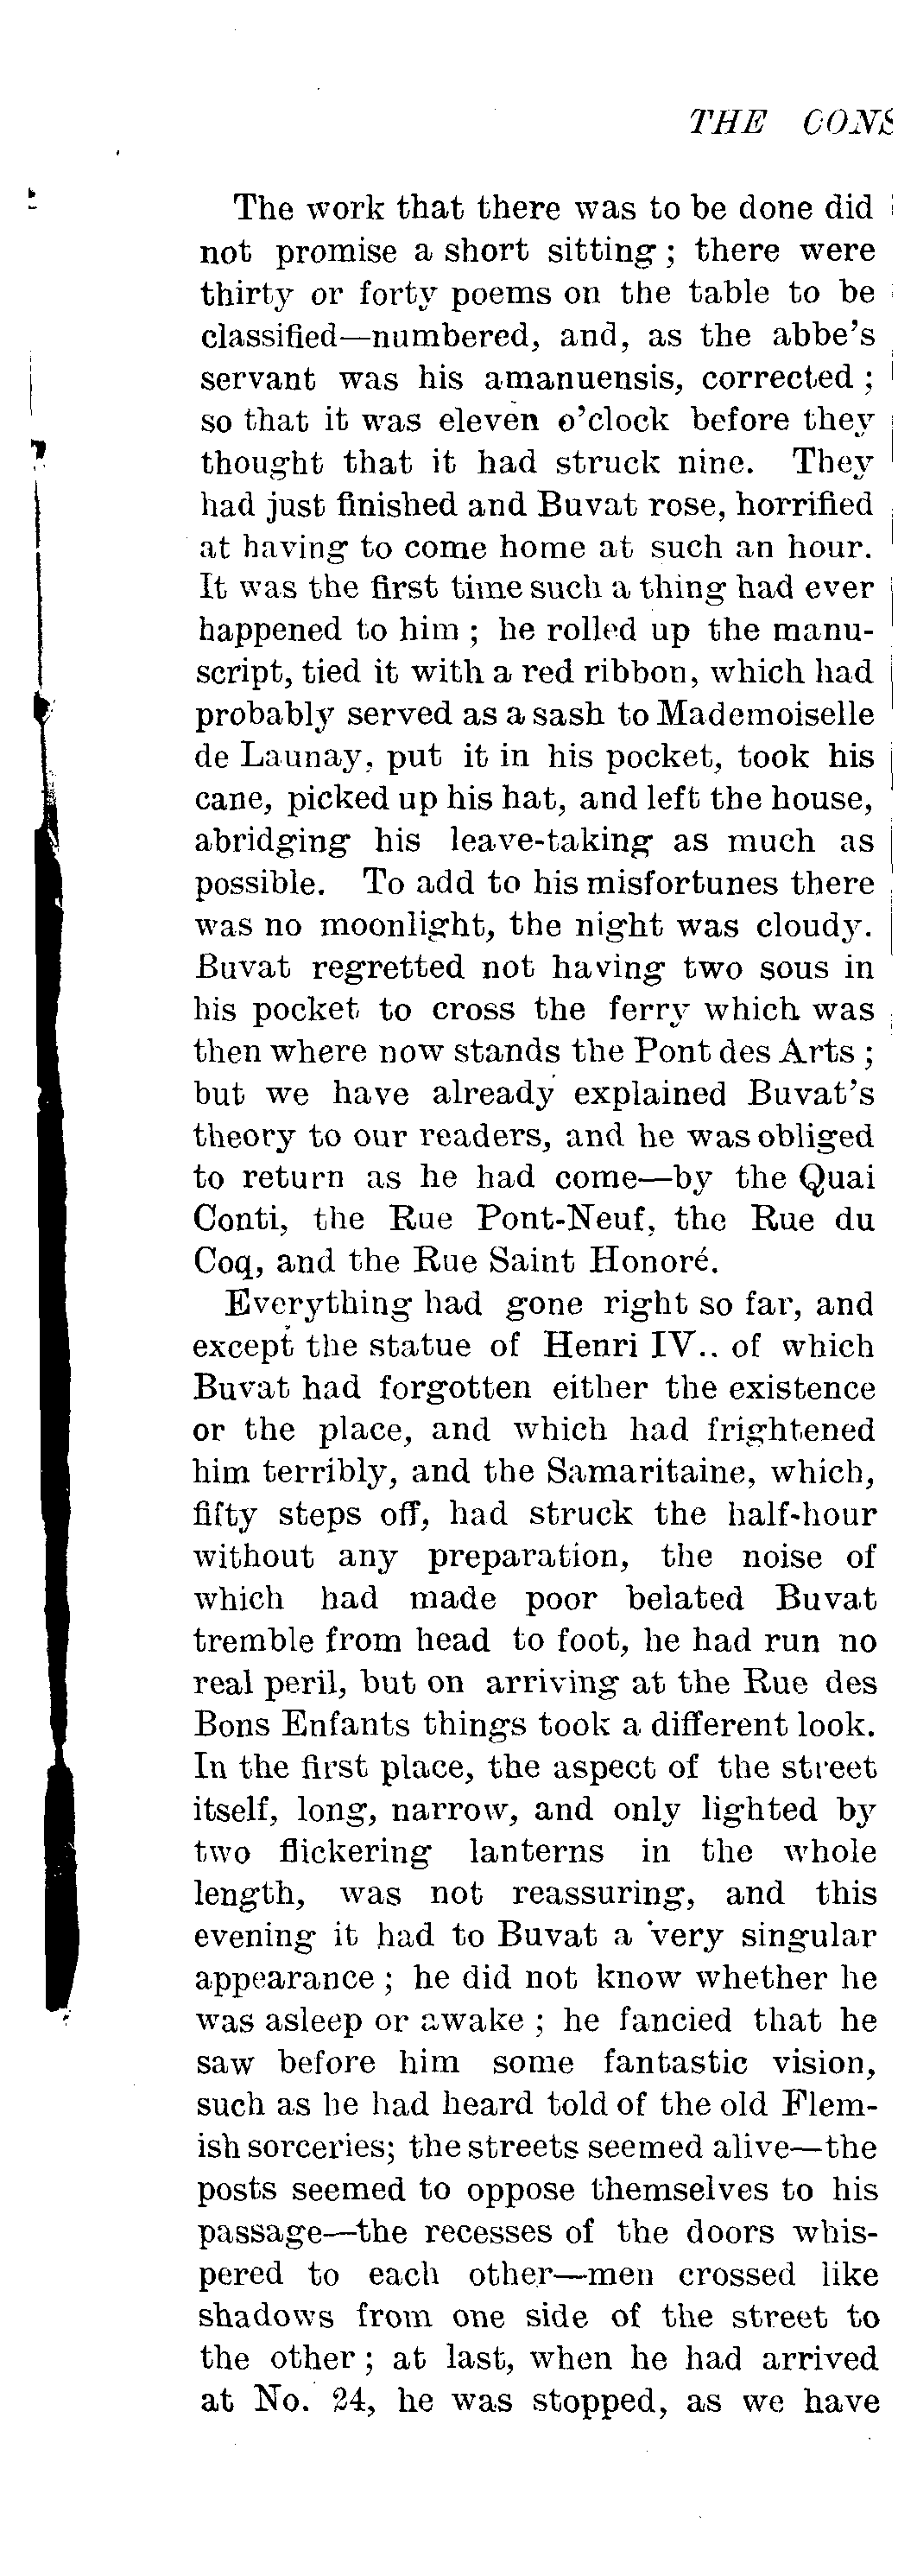 THE CONS
The work that there was to be done did
not promise a short sitting ; there were
thirty or forty poems on the table to be
classified—numbered, and, as the abbe's
servant was his amanuensis, corrected ;
so that it was eleven o'clock before they
thought that it had struck nine. They
had just finished and Buvat rose, horrified
at having to come home at such an hour.
It was the first time such a thing had ever
happened to him ; he rolled up the manu-
script, tied it with a red ribbon, which had
probably served as a sash to Mademoiselle
de Launay, put it in his pocket, took his
cane, picked up his hat, and left the house,
abridging his leave-taking as much as
possible. To add to his misfortunes there
was no moonlight, the night was cloudy.
Buvat regretted not having two sous in
his pocket to cross the ferry which was
then where now stands the Pont des Arts ;
but we have already explained Buvat's
theory to our readers, and he was obliged
to return as he had come—by the Quai
Conti, the Rue Pont-Neuf, the Rue du
Coq, and the Rue Saint Honoré.
Everything had gone right so far, and
except the statue of Henri IV.. of which
Buvat had forgotten either the existence
or the place, and which had frightened
him terribly, and the Samaritaine, which,
fifty steps off, had struck the half-hour
without any preparation, the noise of
which had made poor belated Buvat
tremble from head to foot, he had run no
real peril, but on arriving at the Rue des
Bons Enfants things took a different look.
In the first place, the aspect of the street
itself, long, narrow, and only lighted by
two flickering lanterns in the whole
length, was not reassuring, and this
evening it had to Buvat a very singular
appearance ; he did not know whether he
was asleep or awake ; he fancied that he
saw before him some fantastic vision,
such as he had heard told of the old Flem-
ish sorceries; the streets seemed alive—the
posts seemed to oppose themselves to his
passage—the recesses of the doors whis-
pered to each other—men crossed like
shadows from one side of the street to
the other ; at last, when he had arrived
at No. 24, he was stopped, as we have